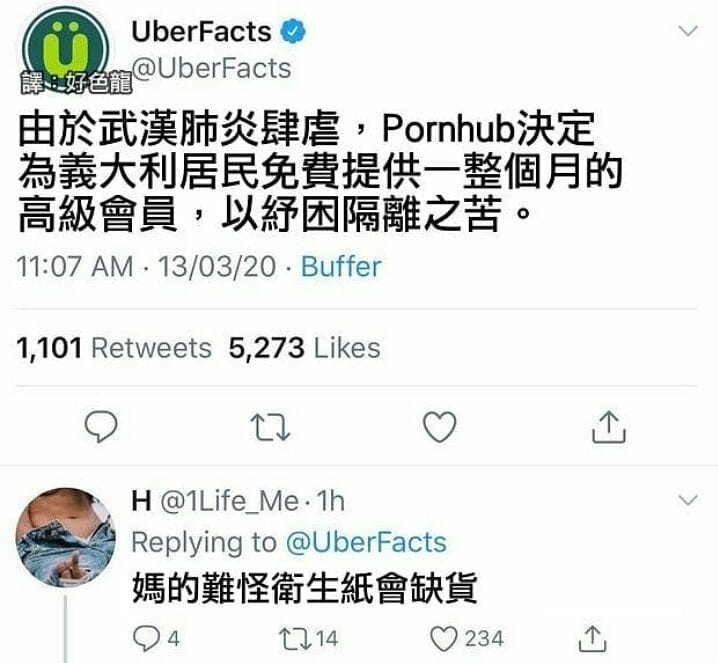 UberFacts
@UberFacts
譯：好色龍
由於武漢肺炎肆虐，Pornhub決定
為義大利居民免費提供一整個月的
高級會員，以紓困隔離之苦。
11:07 AM · 13/03/20 · Buffer
1,101 Retweets 5,273 Likes
H @1Life_Me · 1h
Replying to @UberFacts
媽的難怪衛生紙會缺貨
4 14 234